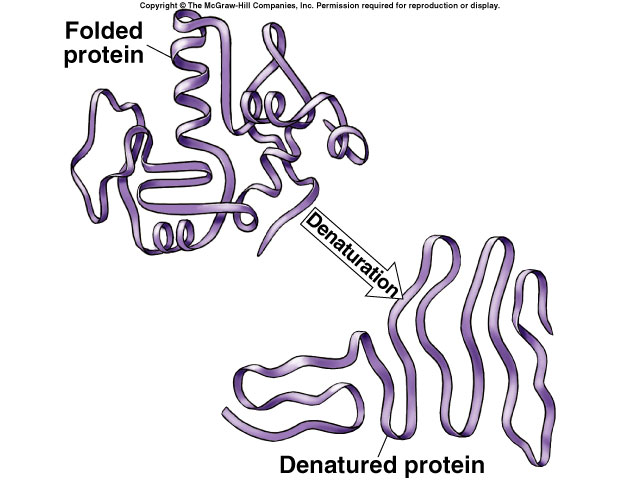 Copyright © The McGraw-Hill Companies, Inc. Permission required for reproduction or display.
Folded
protein
Denaturation
Denatured protein